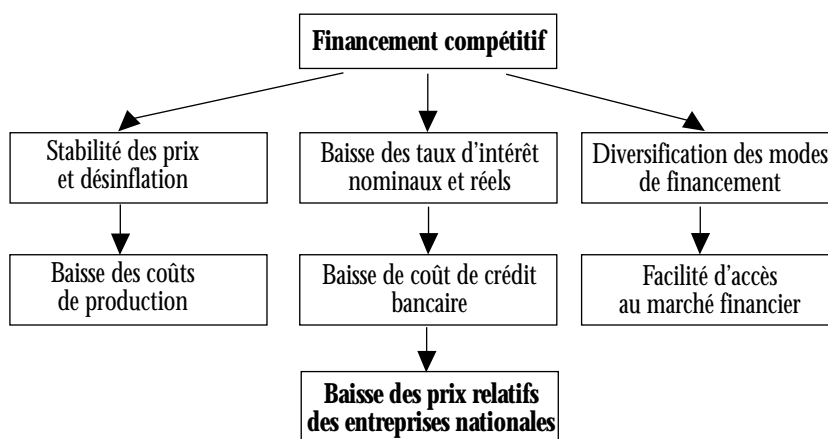 Financement compétitif
Stabilité des prix
et désinflation
Baisse des taux d'intérêt
nominaux et réels
Diversification des modes
de financement
Baisse des coûts
de production
Baisse de coût de crédit
bancaire
Facilité d'accès
au marché financier
Baisse des prix relatifs
des entreprises nationales